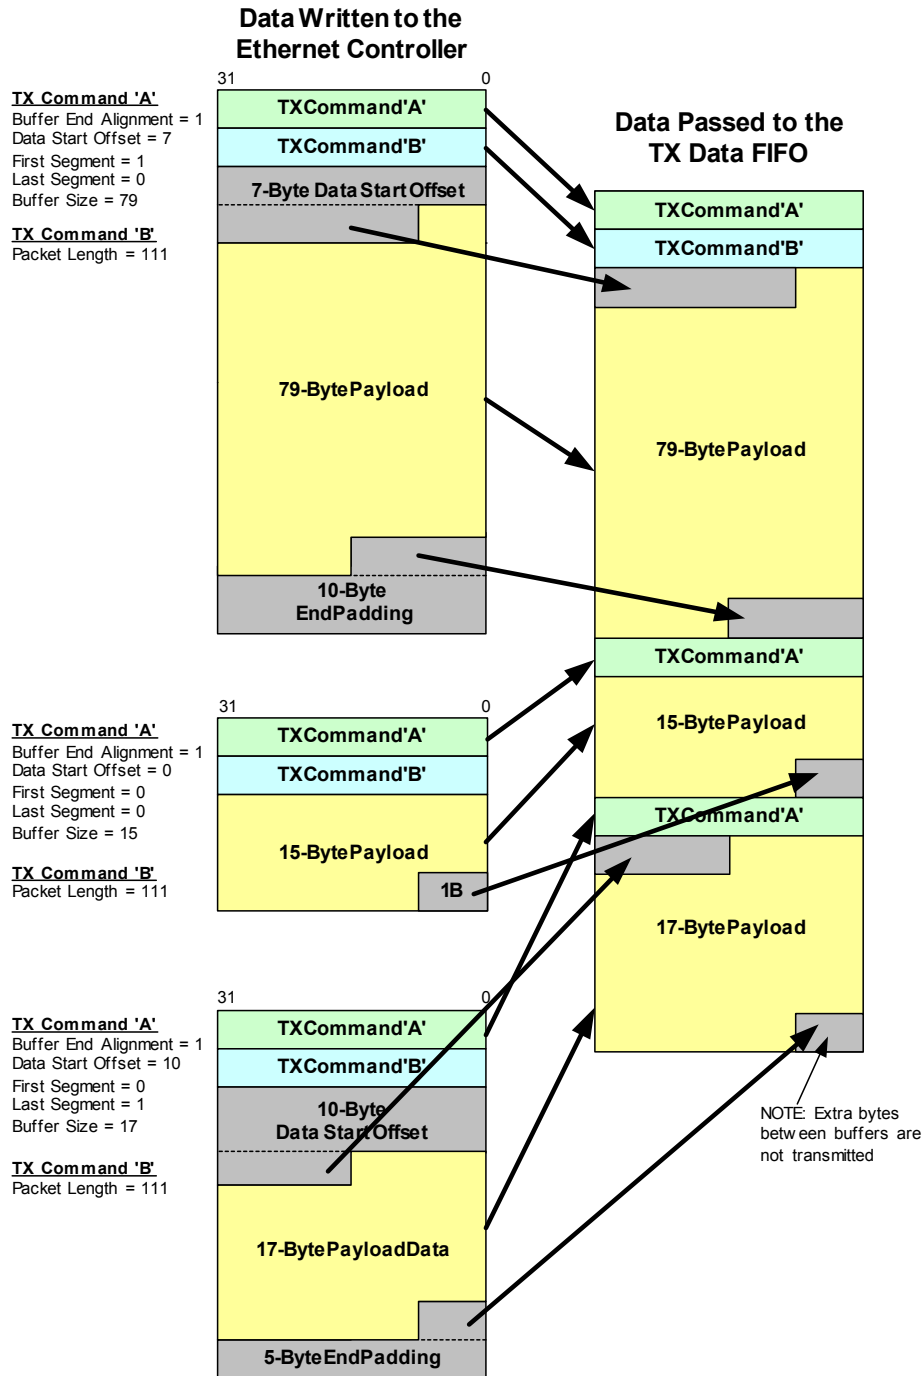 Data Written to the
Ethernet Controller
31 0
TX Command 'A'
Buffer End Alignment = 1
Data Start Offset = 7
First Segment = 1
Last Segment = 0
Buffer Size = 79
TX Command 'B'
Packet Length = 111
TXCommand'A'
TXCommand'B'
7-Byte Data StartOffset
79-BytePayload
10-Byte
EndPadding
Data Passed to the
TX Data FIFO
TXCommand'A'
TXCommand'B'
79-BytePayload
TXCommand'A'
15-BytePayload
TXCommand'A'
17-BytePayload
NOTE: Extra bytes
between buffers are
not transmitted
31 0
TX Command 'A'
Buffer End Alignment = 1
Data Start Offset = 0
First Segment = 0
Last Segment = 0
Buffer Size = 15
TX Command 'B'
Packet Length = 111
TXCommand'A'
TXCommand'B'
15-BytePayload
1B
31 0
TX Command 'A'
Buffer End Alignment = 1
Data Start Offset = 10
First Segment = 0
Last Segment = 1
Buffer Size = 17
TX Command 'B'
Packet Length = 111
TXCommand'A'
TXCommand'B'
10-Byte
Data StartOffset
17-BytePayloadData
5-ByteEndPadding